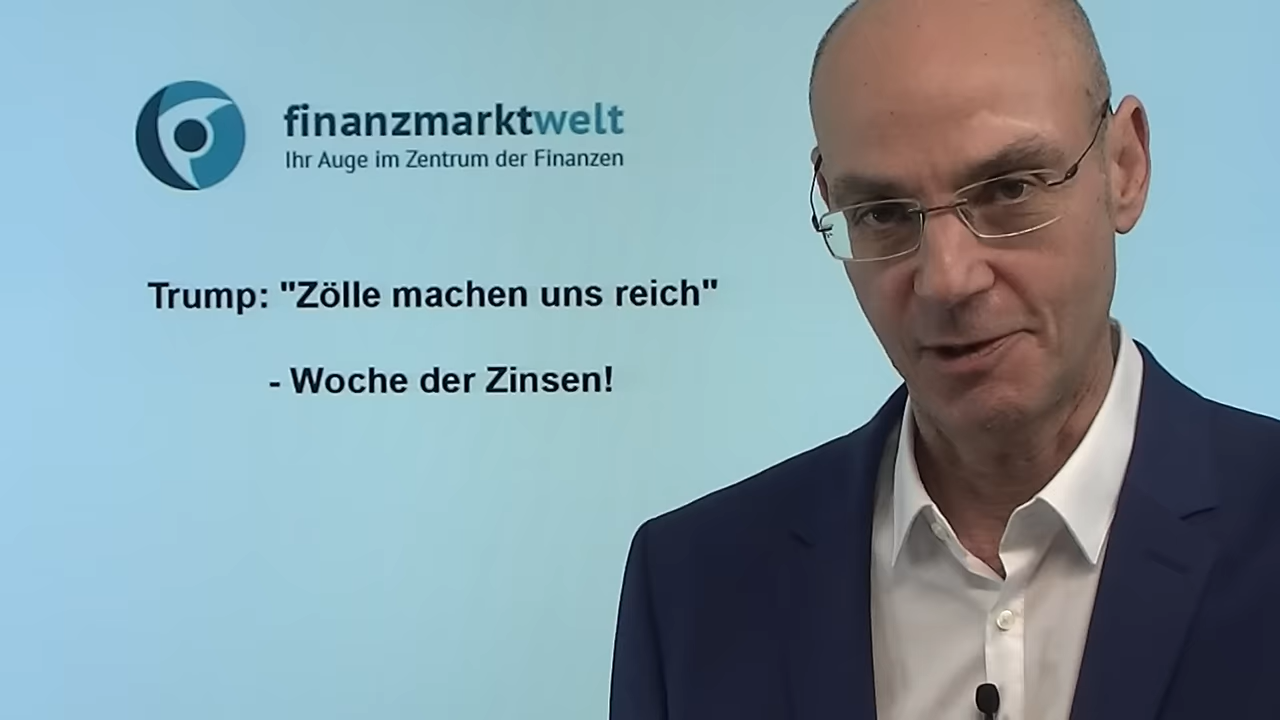 finanzmarktwelt
Ihr Auge im Zentrum der Finanzen
Trump: "Zölle machen uns reich"
- Woche der Zinsen!